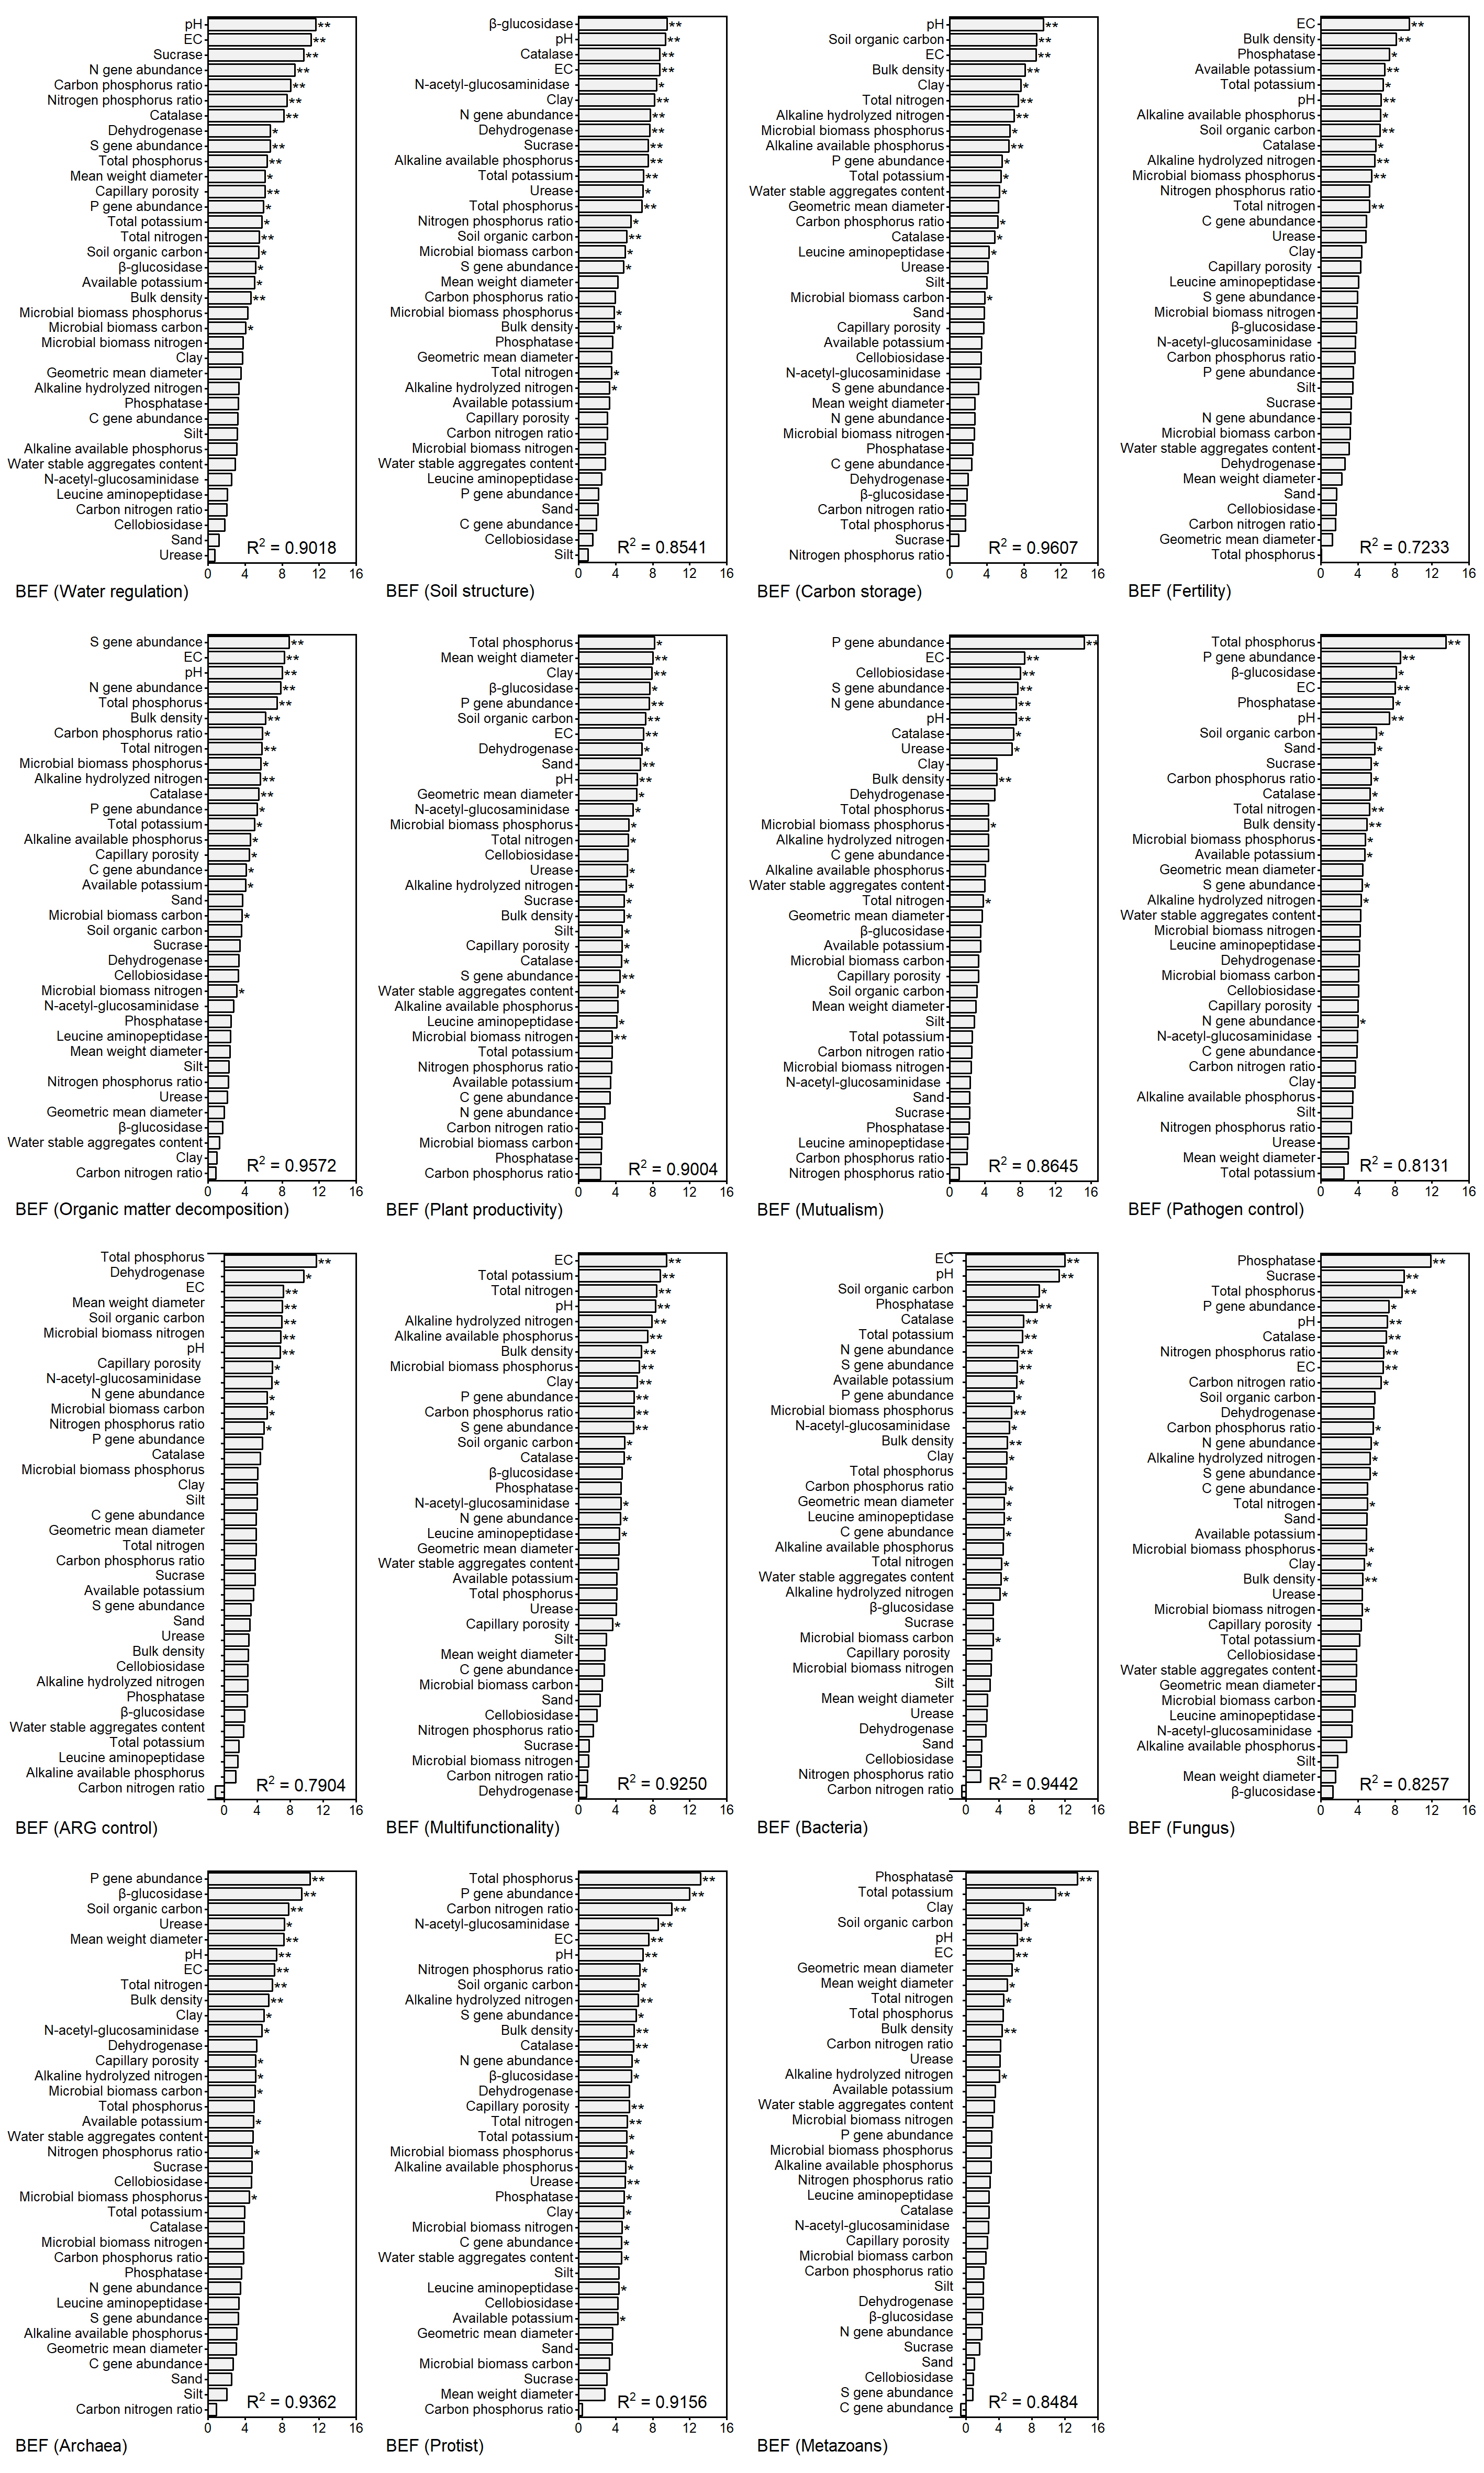 pH
EC
Sucrase
N gene abundance
Carbon phosphorus ratio
Nitrogen phosphorus ratio
Catalase
Dehydrogenase
S gene abundance
Total phosphorus
Mean weight diameter
Capillary porosity
P gene abundance
Total potassium
Total nitrogen
Soil organic carbon
β-glucosidase
Available potassium
Bulk density
Microbial biomass phosphorus
Microbial biomass carbon
Microbial biomass nitrogen
Clay
Geometric mean diameter
Alkaline hydrolyzed nitrogen
Phosphatase
C gene abundance
Silt
Alkaline available phosphorus
Water stable aggregates content
N-acetyl-glucosaminidase
Leucine aminopeptidase
Carbon nitrogen ratio
Cellobiosidase
Sand
Urease
R² = 0.9018
0 4 8 12 16
BEF (Water regulation)
β-glucosidase
pH
Catalase
EC
N-acetyl-glucosaminidase
Clay
N gene abundance
Dehydrogenase
Sucrase
Alkaline available phosphorus
Total potassium
Urease
Total phosphorus
Nitrogen phosphorus ratio
Soil organic carbon
Microbial biomass carbon
S gene abundance
Mean weight diameter
Carbon phosphorus ratio
Microbial biomass phosphorus
Bulk density
Phosphatase
Geometric mean diameter
Total nitrogen
Alkaline hydrolyzed nitrogen
Available potassium
Capillary porosity
Carbon nitrogen ratio
Microbial biomass nitrogen
Water stable aggregates content
Leucine aminopeptidase
P gene abundance
Sand
C gene abundance
Cellobiosidase
Silt
R² = 0.8541
0 4 8 12 16
BEF (Soil structure)
pH
Soil organic carbon
EC
Bulk density
Clay
Total nitrogen
Alkaline hydrolyzed nitrogen
Microbial biomass phosphorus
Alkaline available phosphorus
P gene abundance
Total potassium
Water stable aggregates content
Geometric mean diameter
Carbon phosphorus ratio
Catalase
Leucine aminopeptidase
Urease
Silt
Microbial biomass carbon
Sand
Capillary porosity
Available potassium
Cellobiosidase
N-acetyl-glucosaminidase
S gene abundance
Mean weight diameter
N gene abundance
Microbial biomass nitrogen
Phosphatase
C gene abundance
Dehydrogenase
β-glucosidase
Carbon nitrogen ratio
Total phosphorus
Sucrase
Nitrogen phosphorus ratio
R² = 0.9607
0 4 8 12 16
BEF (Carbon storage)
EC
Bulk density
Phosphatase
Available potassium
Total potassium
pH
Alkaline available phosphorus
Soil organic carbon
Catalase
Alkaline hydrolyzed nitrogen
Microbial biomass phosphorus
Nitrogen phosphorus ratio
Total nitrogen
C gene abundance
Urease
Clay
Capillary porosity
Leucine aminopeptidase
S gene abundance
Microbial biomass nitrogen
β-glucosidase
N-acetyl-glucosaminidase
Carbon phosphorus ratio
P gene abundance
Silt
Sucrase
N gene abundance
Microbial biomass carbon
Water stable aggregates content
Dehydrogenase
Mean weight diameter
Sand
Cellobiosidase
Carbon nitrogen ratio
Geometric mean diameter
Total phosphorus
R² = 0.7233
0 4 8 12 16
BEF (Fertility)
S gene abundance
EC
pH
N gene abundance
Total phosphorus
Bulk density
Carbon phosphorus ratio
Total nitrogen
Microbial biomass phosphorus
Alkaline hydrolyzed nitrogen
Catalase
P gene abundance
Total potassium
Alkaline available phosphorus
Capillary porosity
C gene abundance
Available potassium
Sand
Microbial biomass carbon
Soil organic carbon
Sucrase
Dehydrogenase
Cellobiosidase
Microbial biomass nitrogen
N-acetyl-glucosaminidase
Phosphatase
Leucine aminopeptidase
Mean weight diameter
Silt
Nitrogen phosphorus ratio
Urease
Geometric mean diameter
β-glucosidase
Water stable aggregates content
Clay
Carbon nitrogen ratio
R² = 0.9572
0 4 8 12 16
BEF (Organic matter decomposition)
Total phosphorus
Mean weight diameter
Clay
β-glucosidase
P gene abundance
Soil organic carbon
EC
Dehydrogenase
Sand
pH
Geometric mean diameter
N-acetyl-glucosaminidase
Microbial biomass phosphorus
Total nitrogen
Cellobiosidase
Urease
Alkaline hydrolyzed nitrogen
Sucrase
Bulk density
Silt
Capillary porosity
Catalase
S gene abundance
Water stable aggregates content
Alkaline available phosphorus
Leucine aminopeptidase
Microbial biomass nitrogen
Total potassium
Nitrogen phosphorus ratio
Available potassium
C gene abundance
N gene abundance
Carbon nitrogen ratio
Microbial biomass carbon
Phosphatase
Carbon phosphorus ratio
R² = 0.9004
0 4 8 12 16
BEF (Plant productivity)
P gene abundance
EC
Cellobiosidase
S gene abundance
N gene abundance
pH
Catalase
Urease
Clay
Bulk density
Dehydrogenase
Total phosphorus
Microbial biomass phosphorus
Alkaline hydrolyzed nitrogen
C gene abundance
Alkaline available phosphorus
Water stable aggregates content
Total nitrogen
Geometric mean diameter
β-glucosidase
Available potassium
Microbial biomass carbon
Capillary porosity
Soil organic carbon
Mean weight diameter
Silt
Total potassium
Carbon nitrogen ratio
Microbial biomass nitrogen
N-acetyl-glucosaminidase
Sand
Sucrase
Phosphatase
Leucine aminopeptidase
Carbon phosphorus ratio
Nitrogen phosphorus ratio
R² = 0.8645
0 4 8 12 16
BEF (Mutualism)
Total phosphorus
P gene abundance
β-glucosidase
EC
Phosphatase
pH
Soil organic carbon
Sand
Sucrase
Carbon phosphorus ratio
Catalase
Total nitrogen
Bulk density
Microbial biomass phosphorus
Available potassium
Geometric mean diameter
S gene abundance
Alkaline hydrolyzed nitrogen
Water stable aggregates content
Microbial biomass nitrogen
Leucine aminopeptidase
Dehydrogenase
Microbial biomass carbon
Cellobiosidase
Capillary porosity
N gene abundance
N-acetyl-glucosaminidase
C gene abundance
Carbon nitrogen ratio
Clay
Alkaline available phosphorus
Silt
Nitrogen phosphorus ratio
Urease
Mean weight diameter
Total potassium
R² = 0.8131
0 4 8 12 16
BEF (Pathogen control)
Total phosphorus
Dehydrogenase
EC
Mean weight diameter
Soil organic carbon
Microbial biomass nitrogen
pH
Capillary porosity
N-acetyl-glucosaminidase
N gene abundance
Microbial biomass carbon
Nitrogen phosphorus ratio
P gene abundance
Catalase
Microbial biomass phosphorus
Clay
Silt
C gene abundance
Geometric mean diameter
Total nitrogen
Carbon phosphorus ratio
Sucrase
Available potassium
S gene abundance
Sand
Urease
Bulk density
Cellobiosidase
Alkaline hydrolyzed nitrogen
Phosphatase
β-glucosidase
Water stable aggregates content
Total potassium
Leucine aminopeptidase
Alkaline available phosphorus
Carbon nitrogen ratio
R² = 0.7904
0 4 8 12 16
BEF (ARG control)
EC
Total potassium
Total nitrogen
pH
Alkaline hydrolyzed nitrogen
Alkaline available phosphorus
Bulk density
Microbial biomass phosphorus
Clay
P gene abundance
Carbon phosphorus ratio
S gene abundance
Soil organic carbon
Catalase
β-glucosidase
Phosphatase
N-acetyl-glucosaminidase
N gene abundance
Leucine aminopeptidase
Geometric mean diameter
Water stable aggregates content
Available potassium
Total phosphorus
Urease
Capillary porosity
Silt
Mean weight diameter
C gene abundance
Microbial biomass carbon
Sand
Cellobiosidase
Nitrogen phosphorus ratio
Sucrase
Microbial biomass nitrogen
Carbon nitrogen ratio
Dehydrogenase
R² = 0.9250
0 4 8 12 16
BEF (Multifunctionality)
EC
pH
Soil organic carbon
Phosphatase
Catalase
Total potassium
N gene abundance
S gene abundance
Available potassium
P gene abundance
Microbial biomass phosphorus
N-acetyl-glucosaminidase
Bulk density
Clay
Total phosphorus
Carbon phosphorus ratio
Geometric mean diameter
Leucine aminopeptidase
C gene abundance
Alkaline available phosphorus
Total nitrogen
Water stable aggregates content
Alkaline hydrolyzed nitrogen
β-glucosidase
Sucrase
Microbial biomass carbon
Capillary porosity
Microbial biomass nitrogen
Silt
Mean weight diameter
Urease
Dehydrogenase
Sand
Cellobiosidase
Nitrogen phosphorus ratio
Carbon nitrogen ratio
R² = 0.9442
0 4 8 12 16
BEF (Bacteria)
Phosphatase
Sucrase
Total phosphorus
P gene abundance
pH
Catalase
Nitrogen phosphorus ratio
EC
Carbon nitrogen ratio
Soil organic carbon
Dehydrogenase
Carbon phosphorus ratio
N gene abundance
Alkaline hydrolyzed nitrogen
S gene abundance
C gene abundance
Total nitrogen
Sand
Available potassium
Microbial biomass phosphorus
Clay
Bulk density
Urease
Microbial biomass nitrogen
Capillary porosity
Total potassium
Cellobiosidase
Water stable aggregates content
Geometric mean diameter
Microbial biomass carbon
Leucine aminopeptidase
N-acetyl-glucosaminidase
Alkaline available phosphorus
Silt
Mean weight diameter
β-glucosidase
R² = 0.8257
0 4 8 12 16
BEF (Fungus)
P gene abundance
β-glucosidase
Soil organic carbon
Urease
Mean weight diameter
pH
EC
Total nitrogen
Bulk density
Clay
N-acetyl-glucosaminidase
Dehydrogenase
Capillary porosity
Alkaline hydrolyzed nitrogen
Microbial biomass carbon
Total phosphorus
Available potassium
Water stable aggregates content
Nitrogen phosphorus ratio
Sucrase
Cellobiosidase
Microbial biomass phosphorus
Total potassium
Catalase
Microbial biomass nitrogen
Carbon phosphorus ratio
Phosphatase
N gene abundance
Leucine aminopeptidase
S gene abundance
Alkaline available phosphorus
Geometric mean diameter
C gene abundance
Sand
Silt
Carbon nitrogen ratio
R² = 0.9362
0 4 8 12 16
BEF (Archaea)
Total phosphorus
P gene abundance
Carbon nitrogen ratio
N-acetyl-glucosaminidase
EC
pH
Nitrogen phosphorus ratio
Soil organic carbon
Alkaline hydrolyzed nitrogen
S gene abundance
Bulk density
Catalase
N gene abundance
β-glucosidase
Dehydrogenase
Capillary porosity
Total nitrogen
Total potassium
Microbial biomass phosphorus
Alkaline available phosphorus
Urease
Phosphatase
Clay
Microbial biomass nitrogen
C gene abundance
Water stable aggregates content
Silt
Leucine aminopeptidase
Cellobiosidase
Available potassium
Geometric mean diameter
Sand
Microbial biomass carbon
Sucrase
Mean weight diameter
Carbon phosphorus ratio
R² = 0.9156
0 4 8 12 16
BEF (Protist)
Phosphatase
Total potassium
Clay
Soil organic carbon
pH
EC
Geometric mean diameter
Mean weight diameter
Total nitrogen
Total phosphorus
Bulk density
Carbon nitrogen ratio
Urease
Alkaline hydrolyzed nitrogen
Available potassium
Water stable aggregates content
Microbial biomass nitrogen
P gene abundance
Microbial biomass phosphorus
Alkaline available phosphorus
Nitrogen phosphorus ratio
Leucine aminopeptidase
Catalase
N-acetyl-glucosaminidase
Capillary porosity
Microbial biomass carbon
Carbon phosphorus ratio
Silt
Dehydrogenase
β-glucosidase
N gene abundance
Sucrase
Sand
Cellobiosidase
S gene abundance
C gene abundance
R² = 0.8484
0 4 8 12 16
BEF (Metazoans)